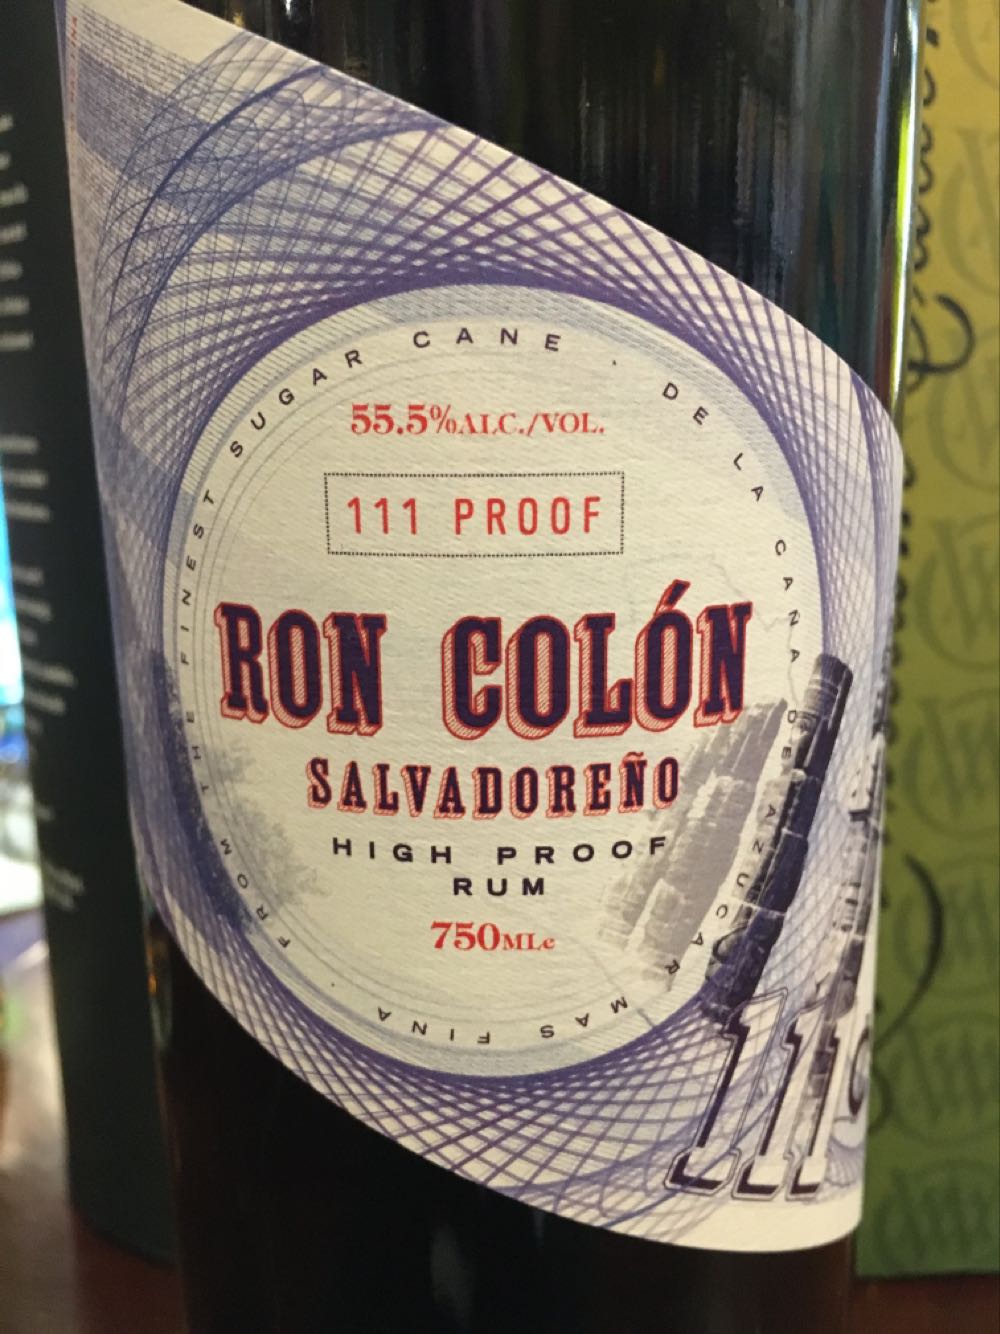 FROM THE FINEST SUGAR CANE · DE LA CAÑA DE AZUCAR MAS FINA ·
55.5%ALC./VOL.
111 PROOF
RON COLÓN
SALVADOREÑO
HIGH PROOF
RUM
750MLe
111